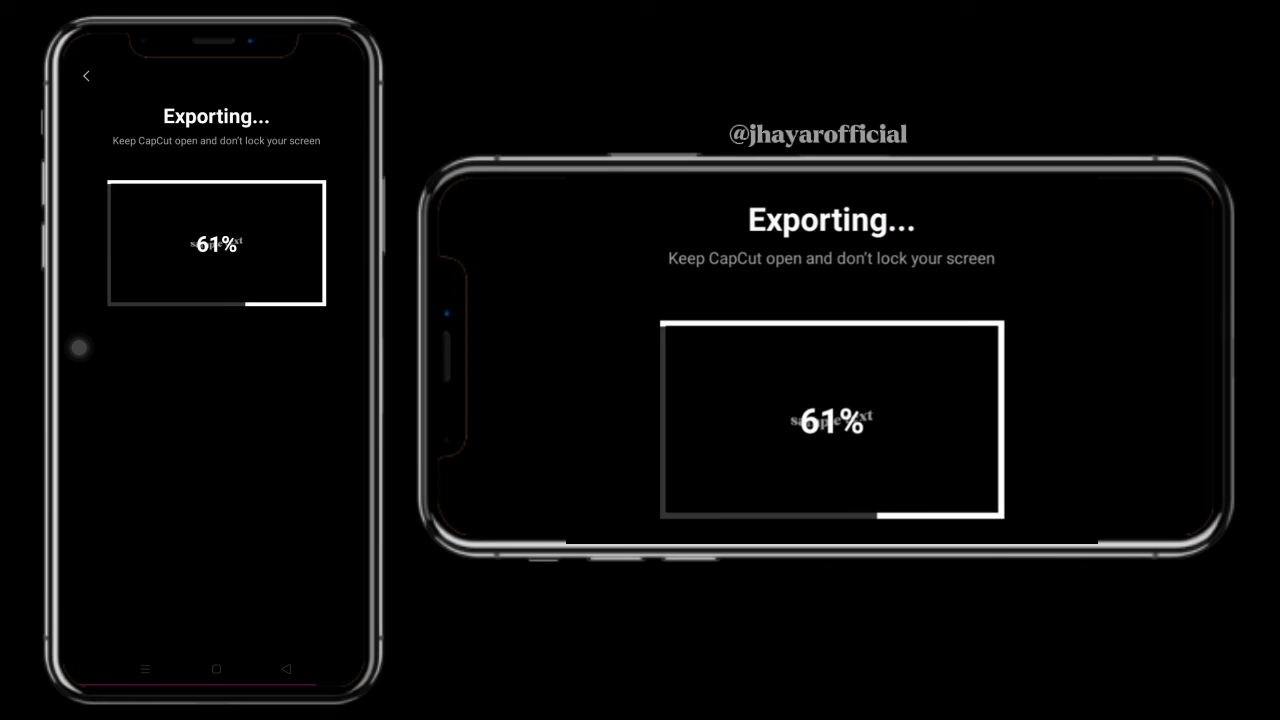 Exporting...
Keep CapCut open and don't lock your screen
61%
@jhayarofficial
Exporting...
Keep CapCut open and don't lock your screen
61%